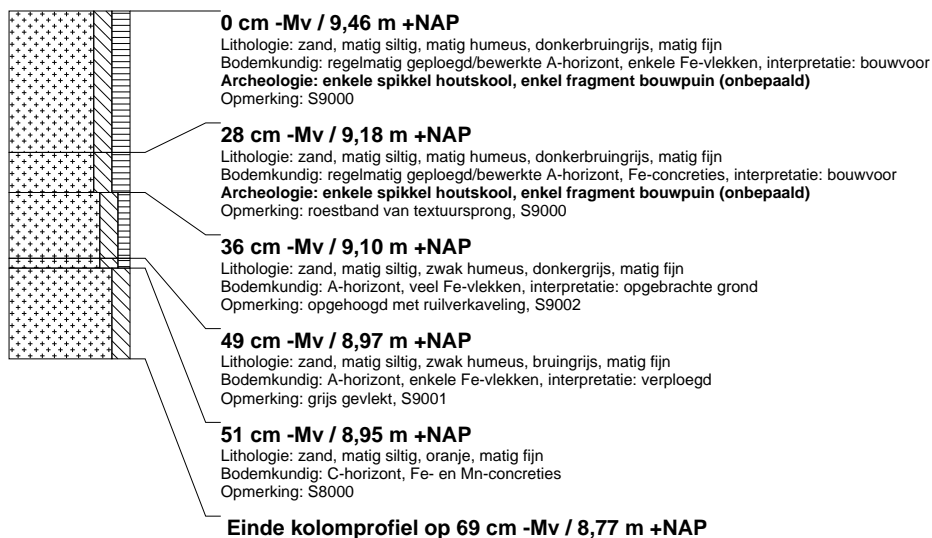 0 cm -Mv / 9,46 m +NAP
Lithologie: zand, matig siltig, matig humeus, donkerbruingrijs, matig fijn
Bodemkundig: regelmatig geploegd/bewerkte A-horizont, enkele Fe-vlekken, interpretatie: bouwvoor
Archeologie: enkele spikkel houtskool, enkel fragment bouwpuin (onbepaald)
Opmerking: S9000
28 cm -Mv / 9,18 m +NAP
Lithologie: zand, matig siltig, matig humeus, donkerbruingrijs, matig fijn
Bodemkundig: regelmatig geploegd/bewerkte A-horizont, Fe-concreties, interpretatie: bouwvoor
Archeologie: enkele spikkel houtskool, enkel fragment bouwpuin (onbepaald)
Opmerking: roestband van textuursprong, S9000
36 cm -Mv / 9,10 m +NAP
Lithologie: zand, matig siltig, zwak humeus, donkergrijs, matig fijn
Bodemkundig: A-horizont, veel Fe-vlekken, interpretatie: opgebrachte grond
Opmerking: opgehoogd met ruilverkaveling, S9002
49 cm -Mv / 8,97 m +NAP
Lithologie: zand, matig siltig, zwak humeus, bruingrijs, matig fijn
Bodemkundig: A-horizont, enkele Fe-vlekken, interpretatie: verploegd
Opmerking: grijs gevlekt, S9001
51 cm -Mv / 8,95 m +NAP
Lithologie: zand, matig siltig, oranje, matig fijn
Bodemkundig: C-horizont, Fe- en Mn-concreties
Opmerking: S8000
Einde kolomprofiel op 69 cm -Mv / 8,77 m +NAP